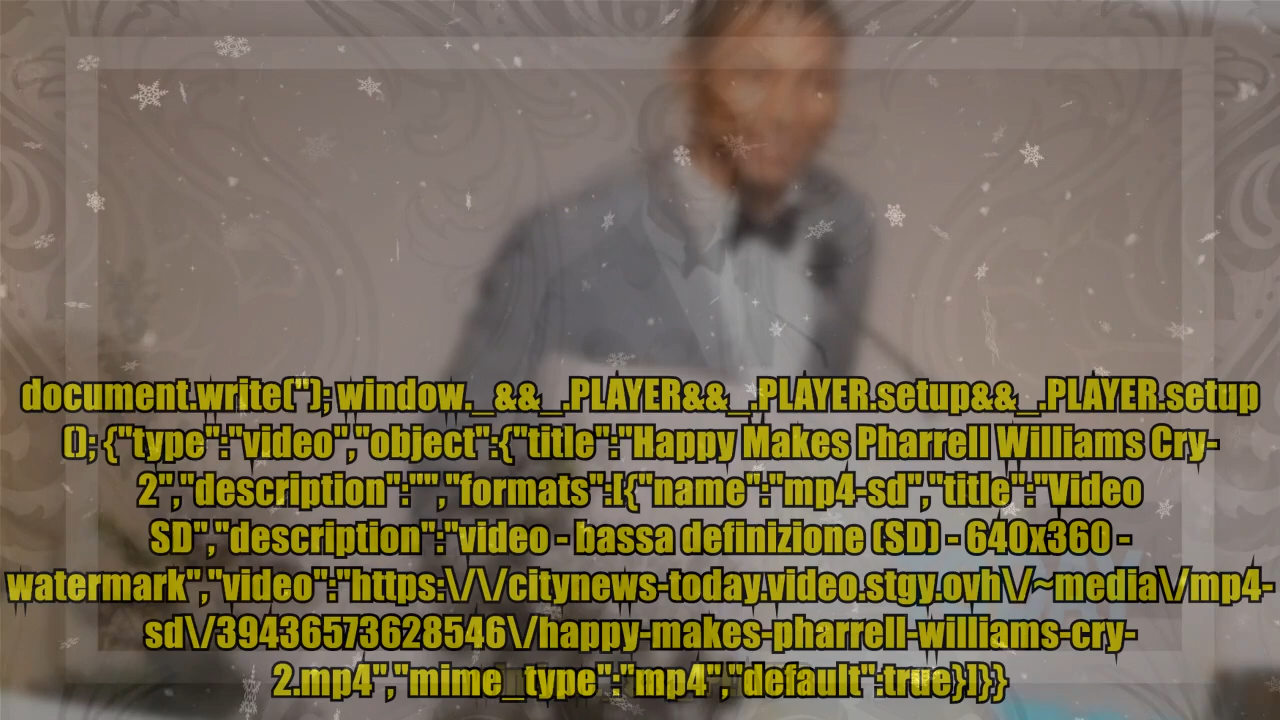 document.write(''); window._&&_.PLAYER&&_.PLAYER.setup&&_.PLAYER.setup
(); {"type":"video","object":{"title":"Happy Makes Pharrell Williams Cry-
2","description":"","formats":[{"name":"mp4-sd","title":"Video
SD","description":"video - bassa definizione (SD) - 640x360 -
watermark","video":"https:\/\/citynews-today.video.stgy.ovh\/~media\/mp4-
sd\/39436573628546\/happy-makes-pharrell-williams-cry-
2.mp4","mime_type":"mp4","default":true}]}}